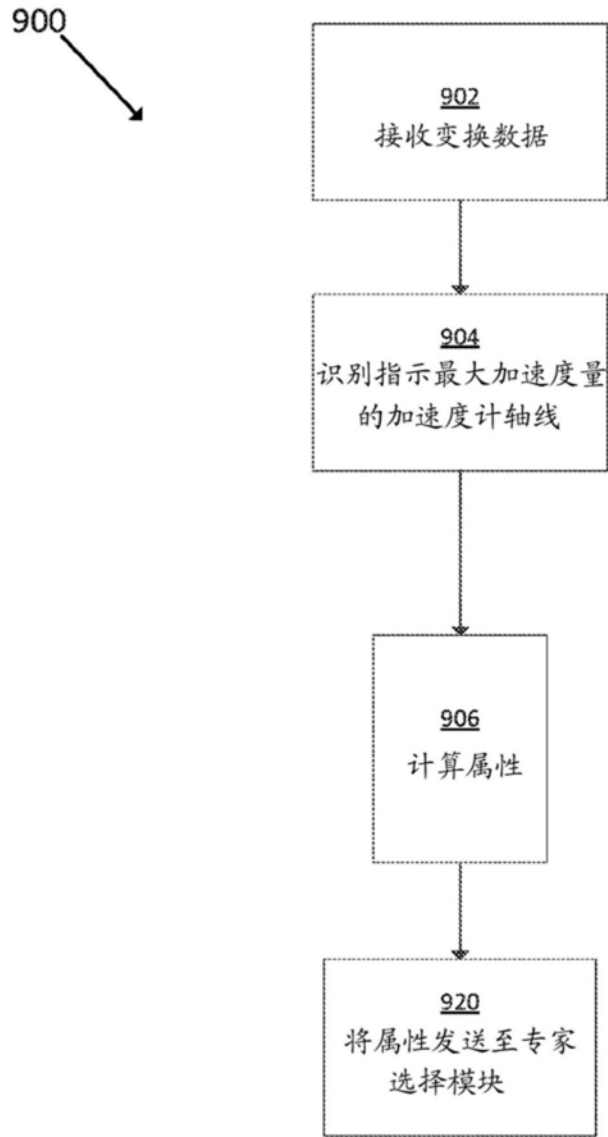 900
902
接收变换数据
904
识别指示最大加速度量
的加速度计轴线
906
计算属性
920
将属性发送至专家
选择模块